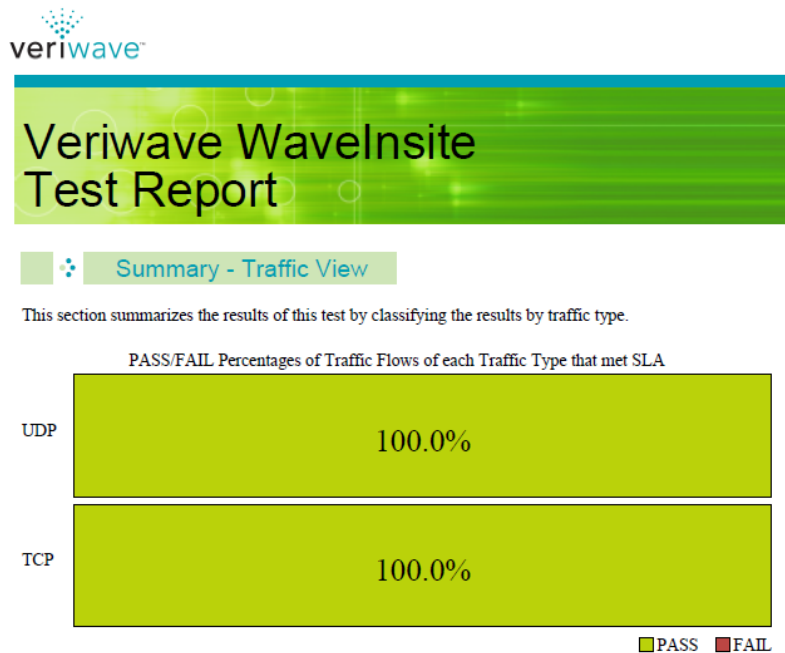 veriwave™
Veriwave WaveInsite
Test Report
Summary - Traffic View
This section summarizes the results of this test by classifying the results by traffic type.
PASS/FAIL Percentages of Traffic Flows of each Traffic Type that met SLA
UDP
100.0%
TCP
100.0%
PASS FAIL